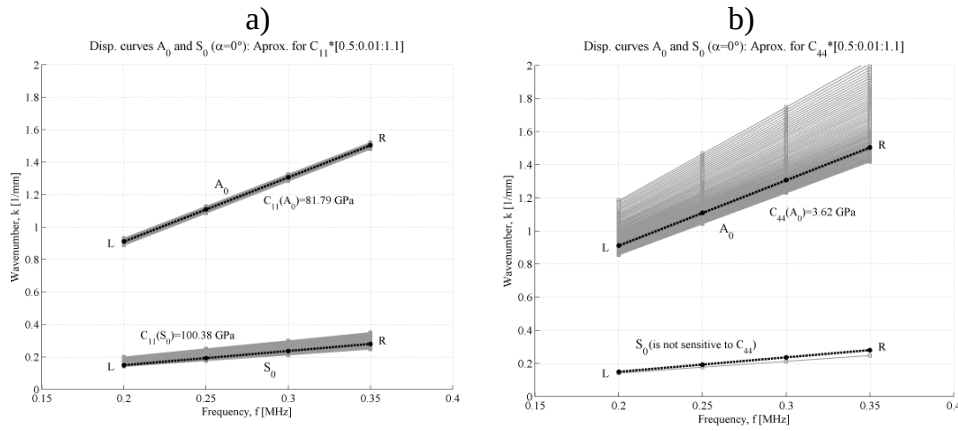 a)
Disp. curves A0 and S0 (α=0°): Aprox. for C11*[0.5:0.01:1.1]
2
1.8
1.6
1.4
1.2
1
0.8
0.6
0.4
0.2
0
Wavenumber, k [1/mm]
R
A0
C11(A0)=81.79 GPa
L
C11(S0)=100.38 GPa
R
L
S0
0.15
0.2
0.25
0.3
0.35
0.4
Frequency, f [MHz]
b)
Disp. curves A0 and S0 (α=0°): Aprox. for C44*[0.5:0.01:1.1]
2
1.8
1.6
1.4
1.2
1
0.8
0.6
0.4
0.2
0
Wavenumber, k [1/mm]
R
C44(A0)=3.62 GPa
A0
L
S0(is not sensitive to C44)
R
L
0.15
0.2
0.25
0.3
0.35
0.4
Frequency, f [MHz]